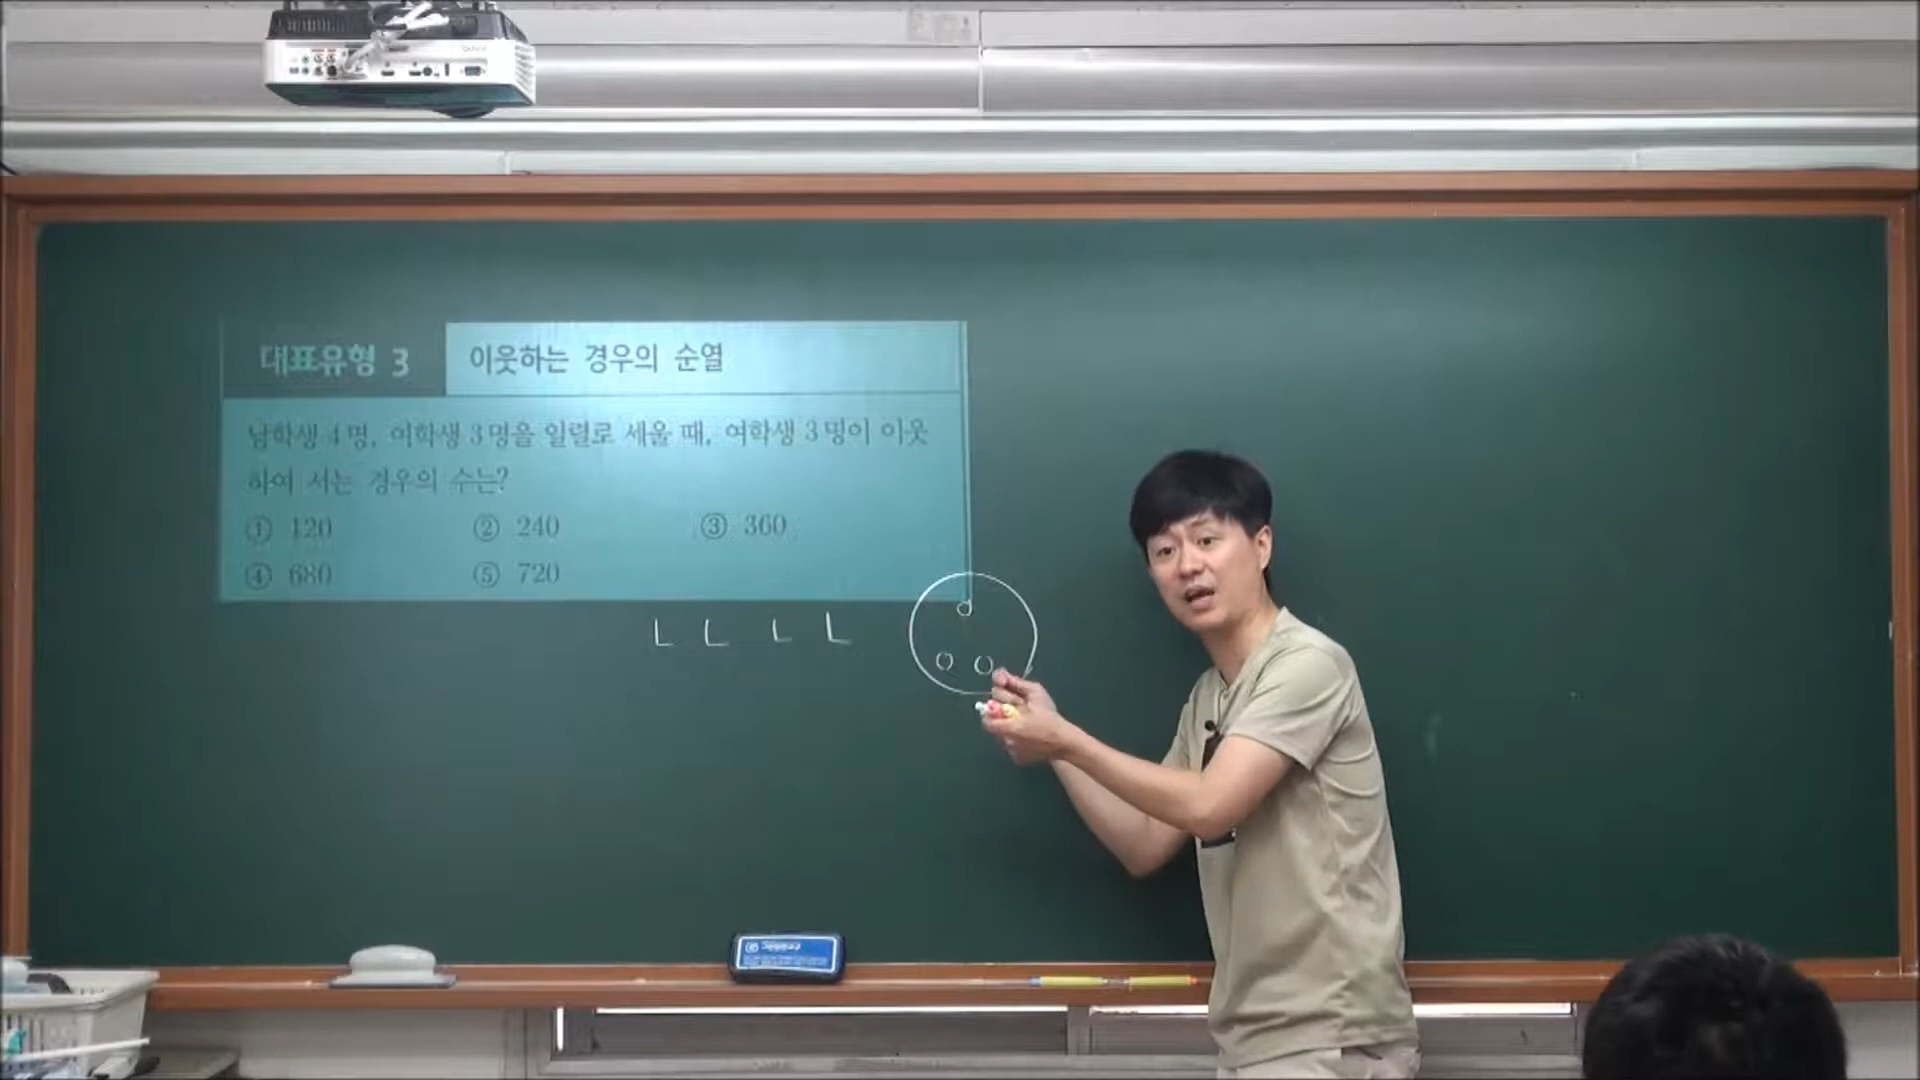 대표유형 3
이웃하는 경우의 순열
남학생 4명, 여학생 3명을 일렬로 세울 때, 여학생 3명이 이웃
하여 서는 경우의 수는?
① 120 ② 240 ③ 360
④ 680 ⑤ 720
ㄴ ㄴ ㄴ ㄴ